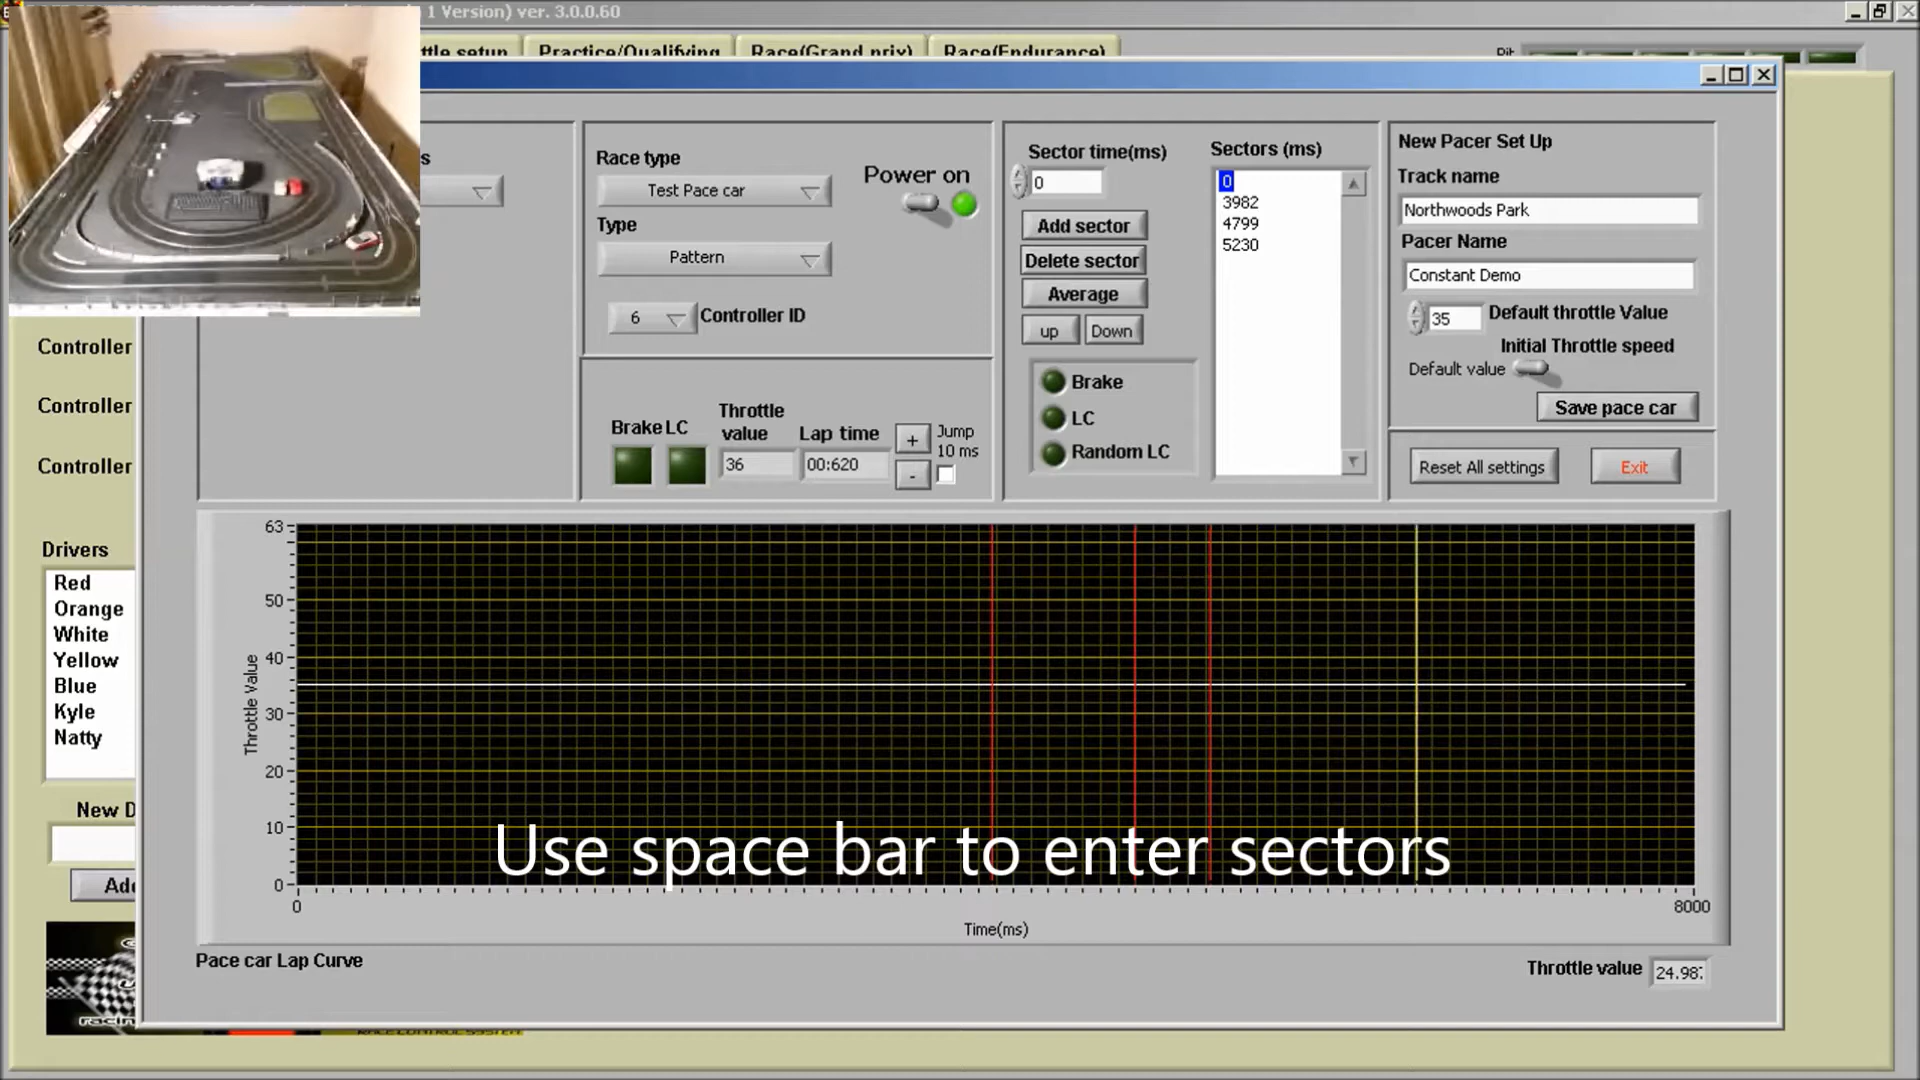 1 Version) ver. 3.0.0.60
ttle setup
Practice/Qualifying
Race(Grand prix)
Race(Endurance)
Pit
s
Race type
Test Pace car
Type
Pattern
6
Controller ID
Power on
Brake LC
Throttle value
36
Lap time
00:620
+
-
Jump
10 ms
Sector time(ms)
0
Add sector
Delete sector
Average
up
Down
Brake
LC
Random LC
Sectors (ms)
0
3982
4799
5230
New Pacer Set Up
Track name
Northwoods Park
Pacer Name
Constant Demo
35
Default throttle Value
Initial Throttle speed
Default value
Save pace car
Reset All settings
Exit
Controller
Controller
Controller
Drivers
Red
Orange
White
Yellow
Blue
Kyle
Natty
New D
Add
63
50
40
30
20
10
0
Throttle Value
0
8000
Time(ms)
Use space bar to enter sectors
Pace car Lap Curve
Throttle value
24.98